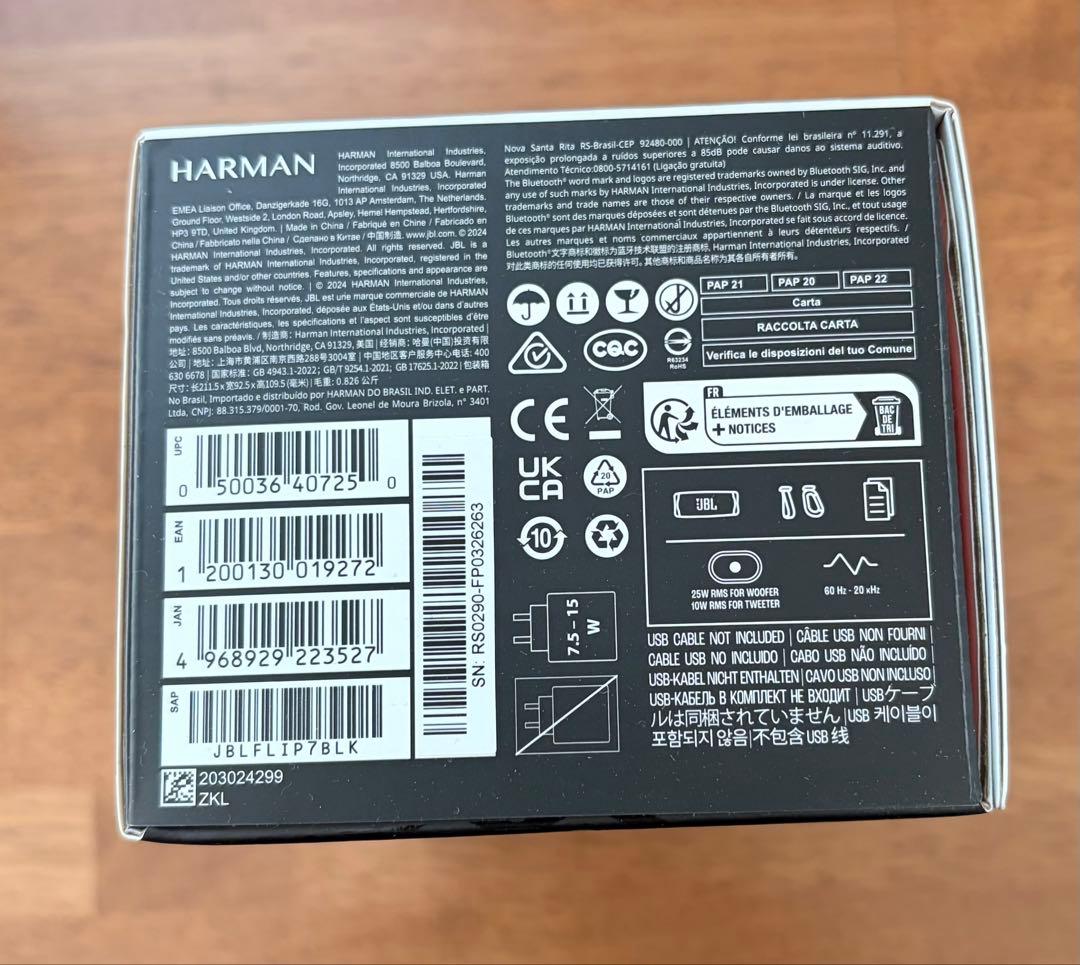 HARMAN
HARMAN International Industries,
Incorporated 8500 Balboa Boulevard,
Northridge, CA 91329 USA. Harman
International Industries, Incorporated
EMEA Liaison Office, Danzigerkade 16G, 1013 AP Amsterdam, The Netherlands.
Ground Floor, Westside 2, London Road, Apsley, Hemel Hempstead, Hertfordshire,
HP3 9TD, United Kingdom. | Made in China / Fabriqué en Chine / Fabricado en
China / Fabbricato nella China / Сделано в Китае / 中国制造. www.jbl.com. © 2024
HARMAN International Industries, Incorporated. All rights reserved. JBL is a
trademark of HARMAN International Industries, Incorporated, registered in the
United States and/or other countries. Features, specifications and appearance are
subject to change without notice. | © 2024 HARMAN International Industries,
Incorporated. Tous droits réservés. JBL est une marque commerciale de HARMAN
International Industries, Incorporated, déposée aux États-Unis et/ou dans d'autres
pays. Les caractéristiques, les spécifications et l'aspect sont susceptibles d'être
modifiés sans préavis. / 制造商: Harman International Industries, Incorporated |
地址: 8500 Balboa Blvd, Northridge, CA 91329, 美国 | 经销商: 哈曼(中国)投资有限
公司 | 地址: 上海市黄浦区南京西路288号3004室 | 中国地区客户服务中心电话: 400
630 6678 | 国家标准: GB 4943.1-2022; GB/T9254.1-2021; GB 17625.1-2022 | 包装箱
尺寸: 长211.5 x 宽92.5 x 高109.5 (毫米) | 毛重: 0.826 公斤
No Brasil, Importado e distribuído por HARMAN DO BRASIL IND. ELET. e PART.
Ltda, CNPJ: 88.315.379/0001-70, Rod. Gov. Leonel de Moura Brizola, n° 3401
Nova Santa Rita RS-Brasil-CEP 92480-000 | ATENÇÃO! Conforme lei brasileira n° 11.291, a
exposição prolongada a ruídos superiores a 85dB pode causar danos ao sistema auditivo.
Atendimento Técnico:0800-5714161 (Ligação gratuita)
The Bluetooth® word mark and logos are registered trademarks owned by Bluetooth SIG, Inc. and
any use of such marks by HARMAN International Industries, Incorporated is under license. Other
trademarks and trade names are those of their respective owners. / La marque et les logos
Bluetooth® sont des marques déposées et sont détenues par the Bluetooth SIG, Inc., et tout usage
de ces marques par HARMAN International Industries, Incorporated se fait sous accord de licence.
Les autres marques et noms commerciaux appartiennent à leurs détenteurs respectifs. /
Bluetooth®文字商标和徽标为蓝牙技术联盟的注册商标, Harman International Industries, Incorporated
对此类商标的任何使用均已获得许可。其他商标和商品名称为其各自所有者所有。
PAP 21
PAP 20
PAP 22
Carta
RACCOLTA CARTA
Verifica le disposizioni del tuo Comune
CQC
R63234
RoHS
CE
FR
ÉLÉMENTS D'EMBALLAGE
+ NOTICES
BAC
DE
TRI
UK
CA
20
PAP
10
JBL
25W RMS FOR WOOFER
10W RMS FOR TWEETER
60 Hz - 20 kHz
7.5 - 15
W
USB CABLE NOT INCLUDED | CÂBLE USB NON FOURNI |
CABLE USB NO INCLUIDO | CABO USB NÃO INCLUÍDO |
USB-KABEL NICHT ENTHALTEN | CAVO USB NON INCLUSO |
USB-КАБЕЛЬ В КОМПЛЕКТ НЕ ВХОДИТ | USBケーブ
ルは同梱されていません | USB 케이블이
포함되지 않음 | 不包含 USB 线
UPC
0 50036 40725 0
EAN
1 200130 019272
JAN
4 968929 223527
SAP
JBLFLIP7BLK
SN: RS0290-FP0326263
203024299
ZKL